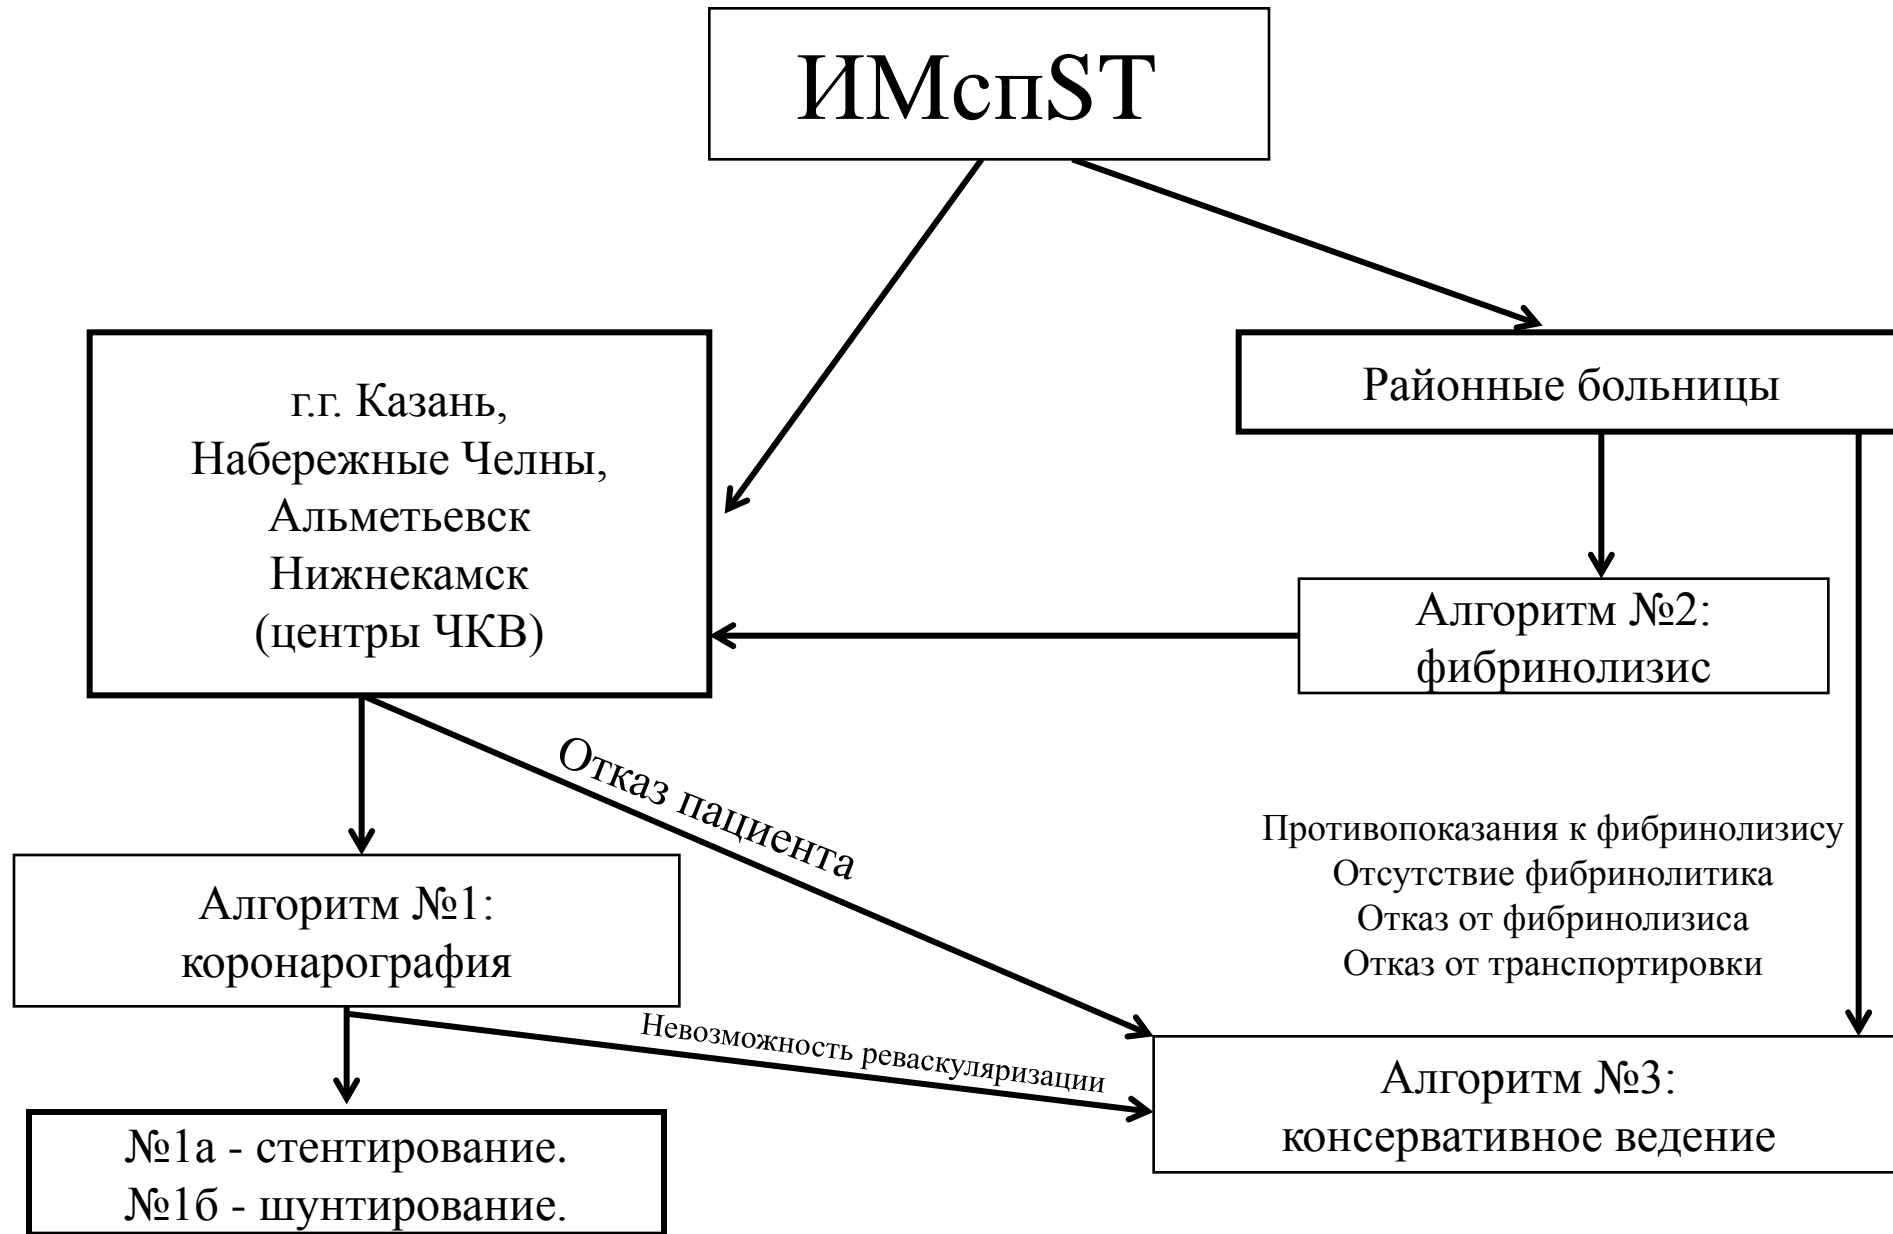 ИМспST
г.г. Казань,
Набережные Челны,
Альметьевск
Нижнекамск
(центры ЧКВ)
Районные больницы
Алгоритм №2:
фибринолизис
Отказ пациента
Противопоказания к фибринолизису
Отсутствие фибринолитика
Отказ от фибринолизиса
Отказ от транспортировки
Алгоритм №1:
коронарография
Невозможность реваскуляризации
Алгоритм №3:
консервативное ведение
№1а - стентирование.
№1б - шунтирование.